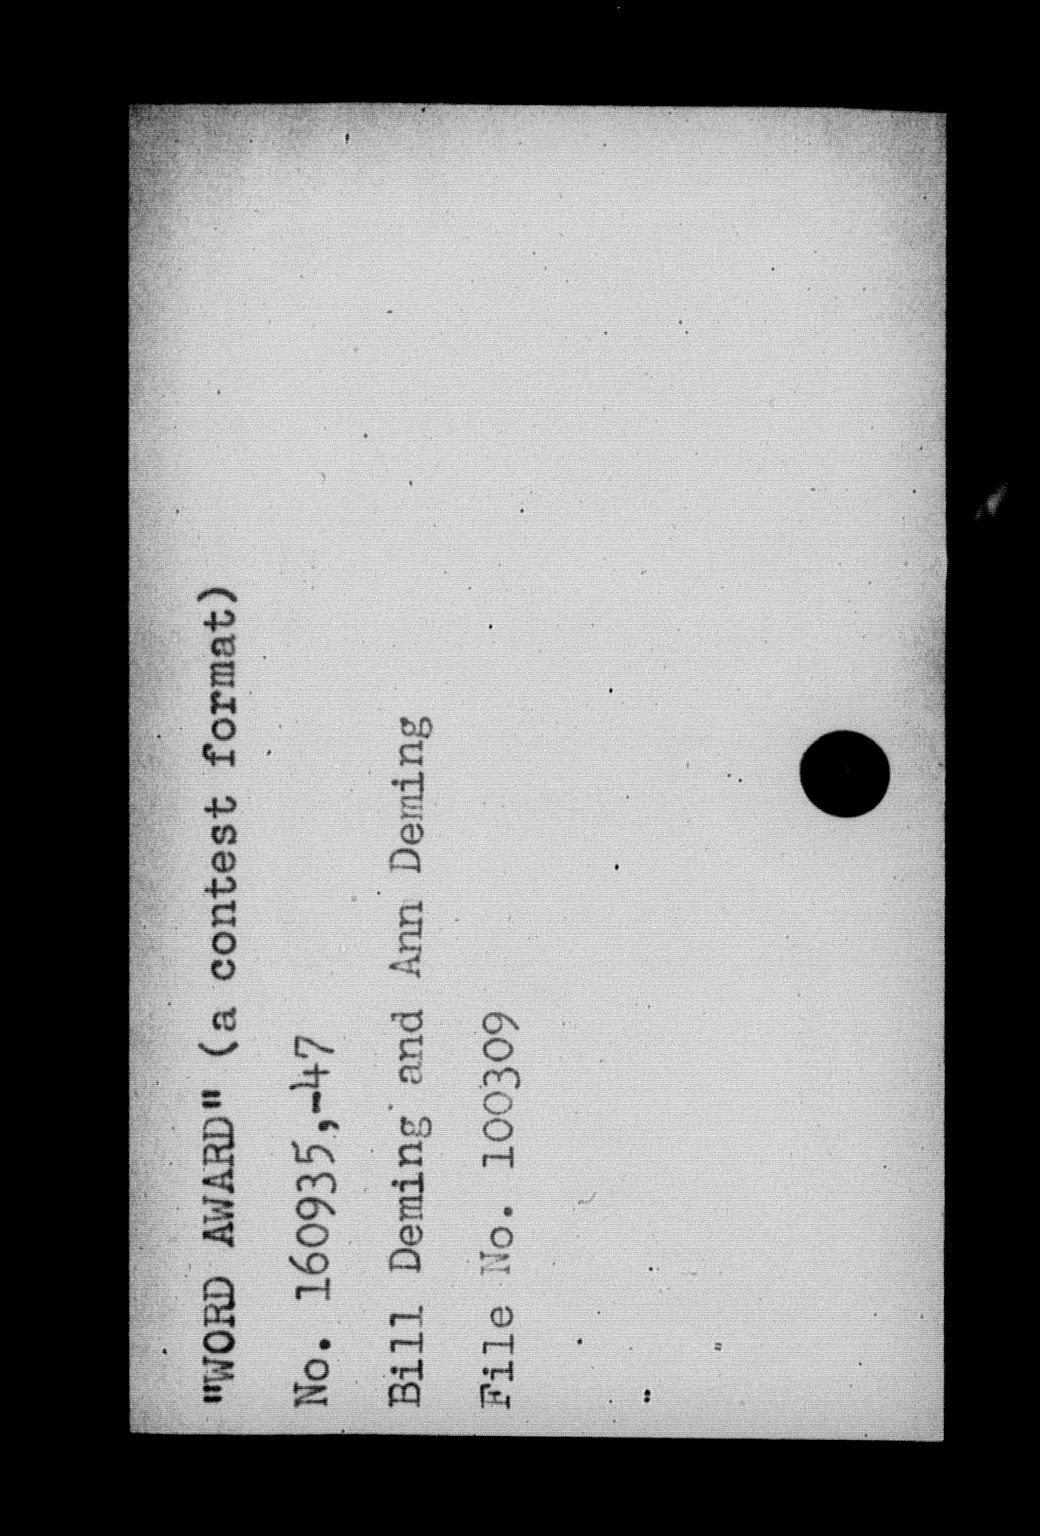 "WORD AWARD" (a contest format)
No. 160935,-47
Bill Deming and Ann Deming
File No. 100309